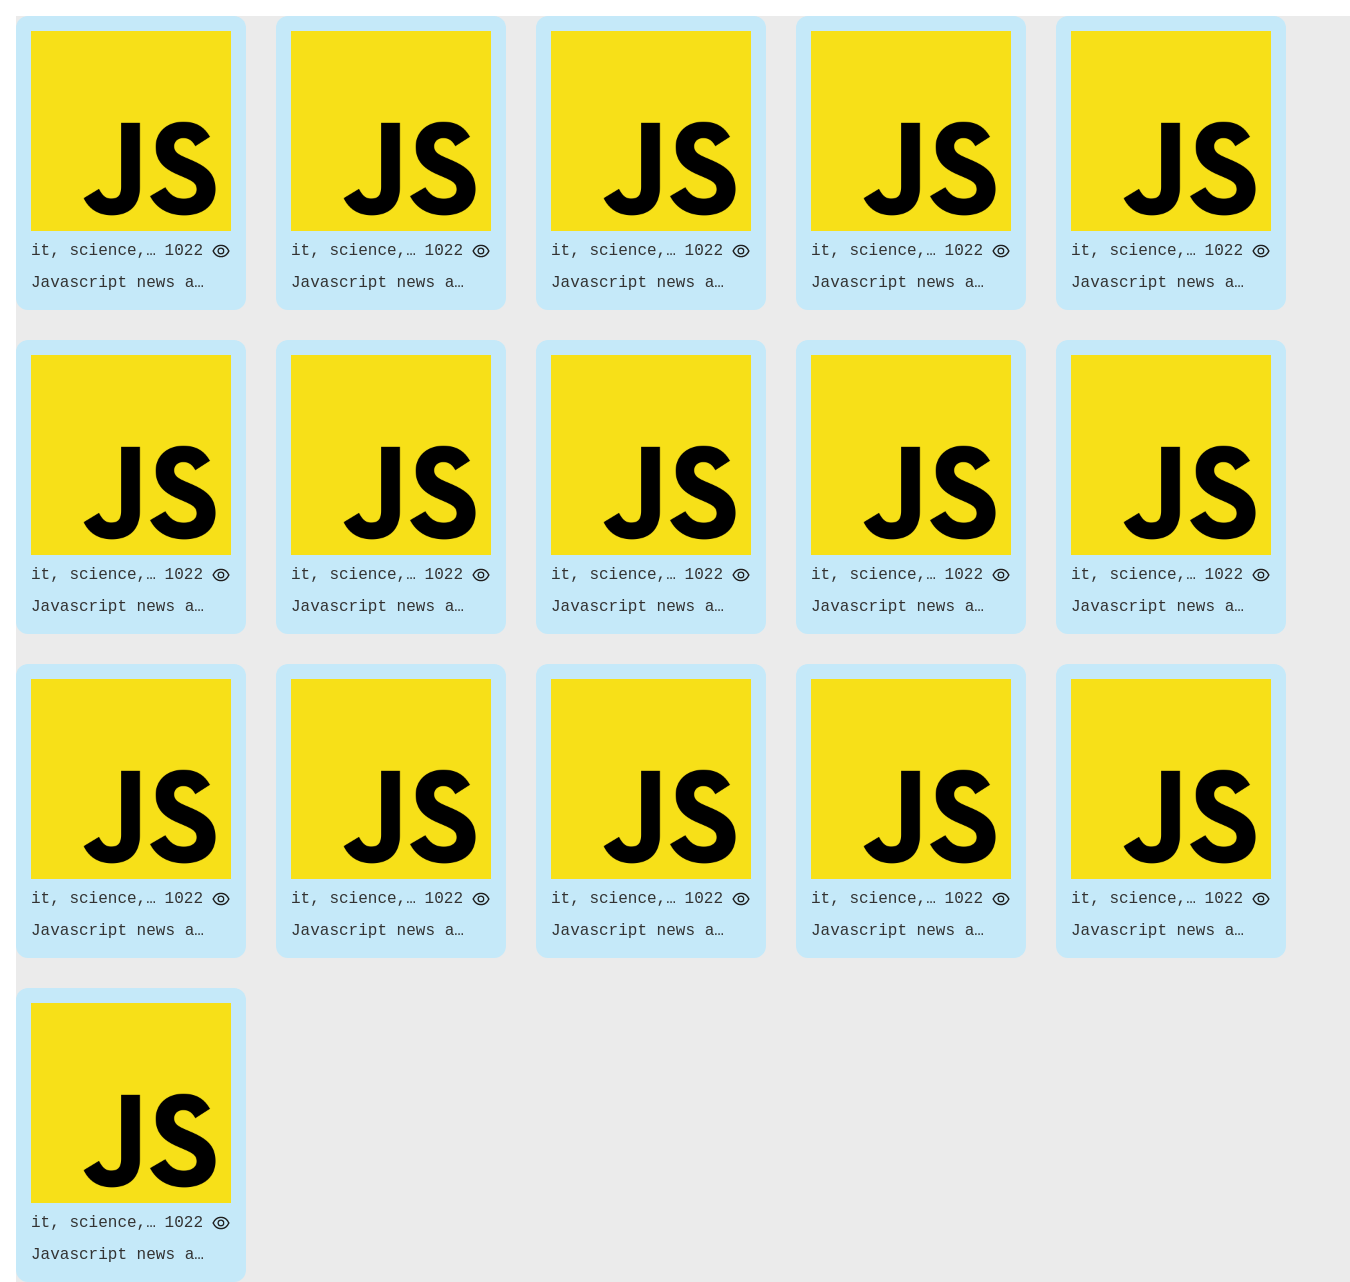 JS JS JS JS JS
it, science,… 1022 it, science,… 1022 it, science,… 1022 it, science,… 1022 it, science,… 1022
Javascript news a… Javascript news a… Javascript news a… Javascript news a… Javascript news a…
JS JS JS JS JS
it, science,… 1022 it, science,… 1022 it, science,… 1022 it, science,… 1022 it, science,… 1022
Javascript news a… Javascript news a… Javascript news a… Javascript news a… Javascript news a…
JS JS JS JS JS
it, science,… 1022 it, science,… 1022 it, science,… 1022 it, science,… 1022 it, science,… 1022
Javascript news a… Javascript news a… Javascript news a… Javascript news a… Javascript news a…
JS
it, science,… 1022
Javascript news a…